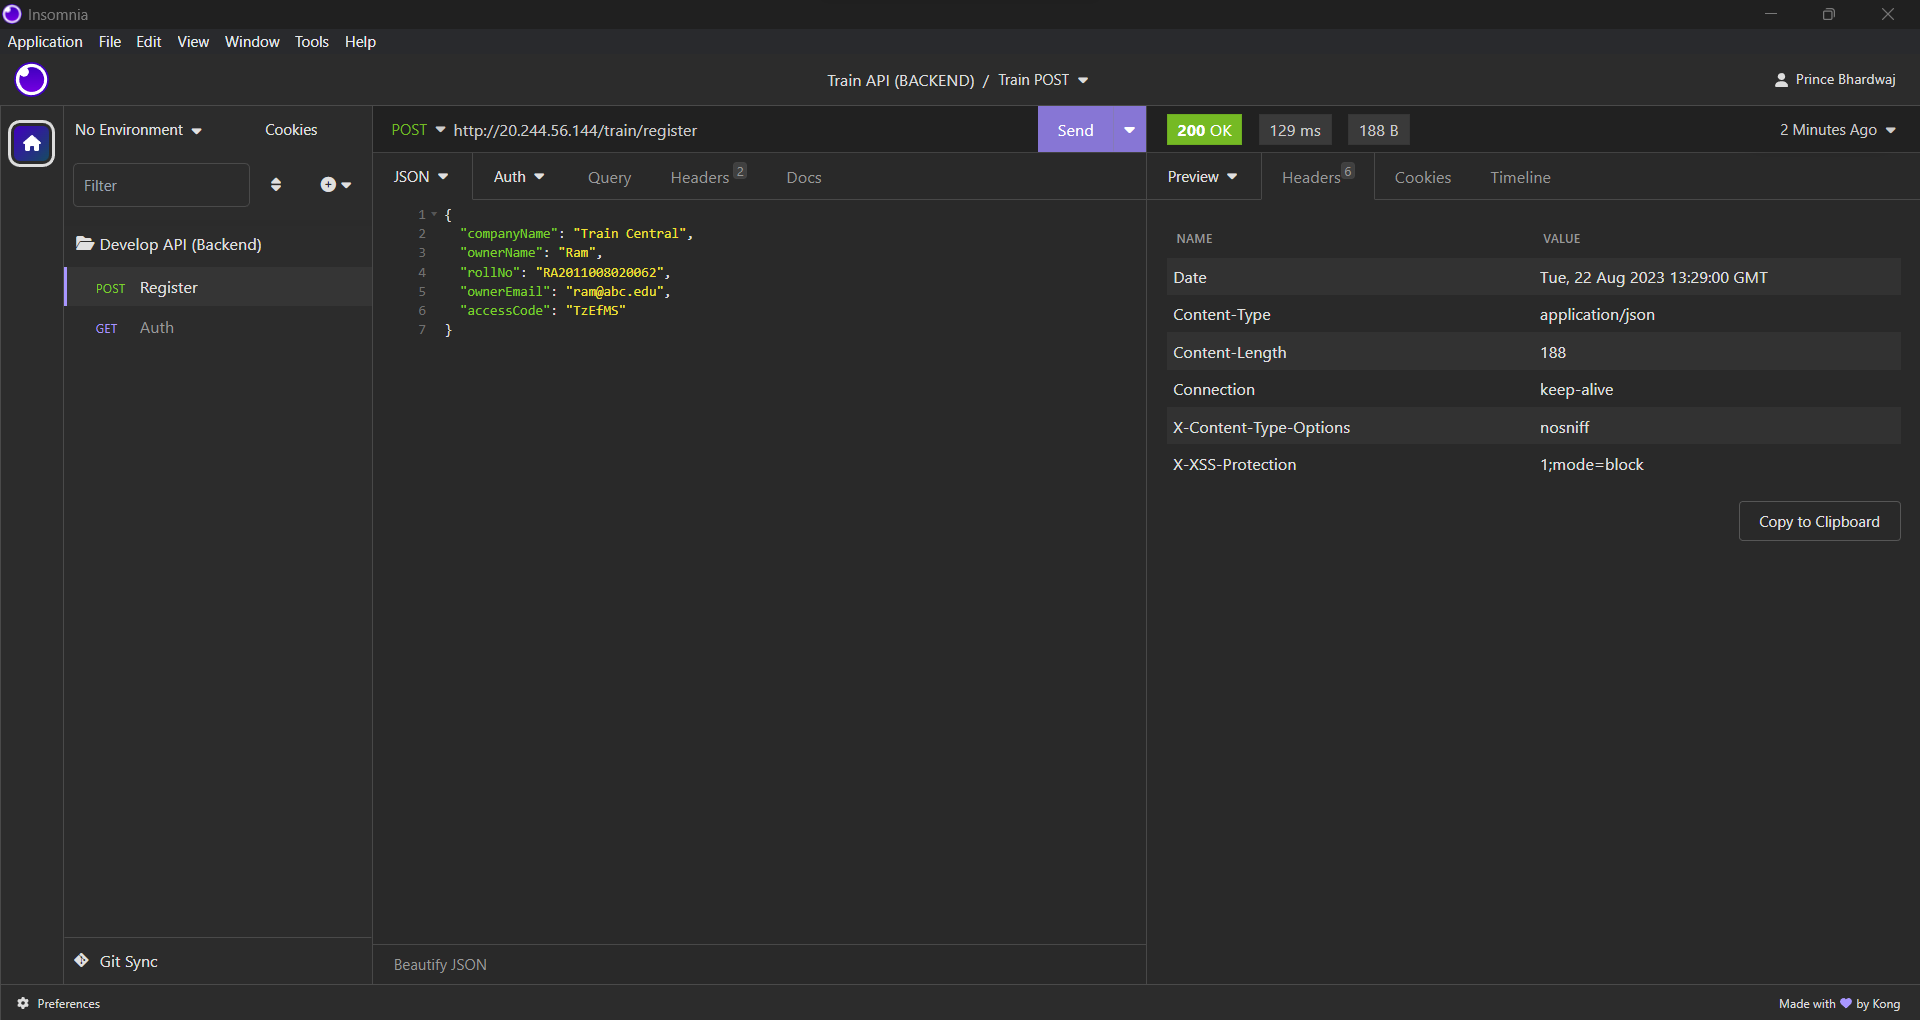 Insomnia
Application File Edit View Window Tools Help
Train API (BACKEND) / Train POST
Prince Bhardwaj
No Environment Cookies
Filter
Develop API (Backend)
POST Register
GET Auth
Git Sync
POST http://20.244.56.144/train/register Send
JSON Auth Query Headers 2 Docs
1 {
2 "companyName": "Train Central",
3 "ownerName": "Ram",
4 "rollNo": "RA2011008020062",
5 "ownerEmail": "ram@abc.edu",
6 "accessCode": "TzEfMS"
7 }
Beautify JSON
200 OK 129 ms 188 B 2 Minutes Ago
Preview Headers 6 Cookies Timeline
NAME VALUE
Date Tue, 22 Aug 2023 13:29:00 GMT
Content-Type application/json
Content-Length 188
Connection keep-alive
X-Content-Type-Options nosniff
X-XSS-Protection 1;mode=block
Copy to Clipboard
Preferences
Made with 💜 by Kong